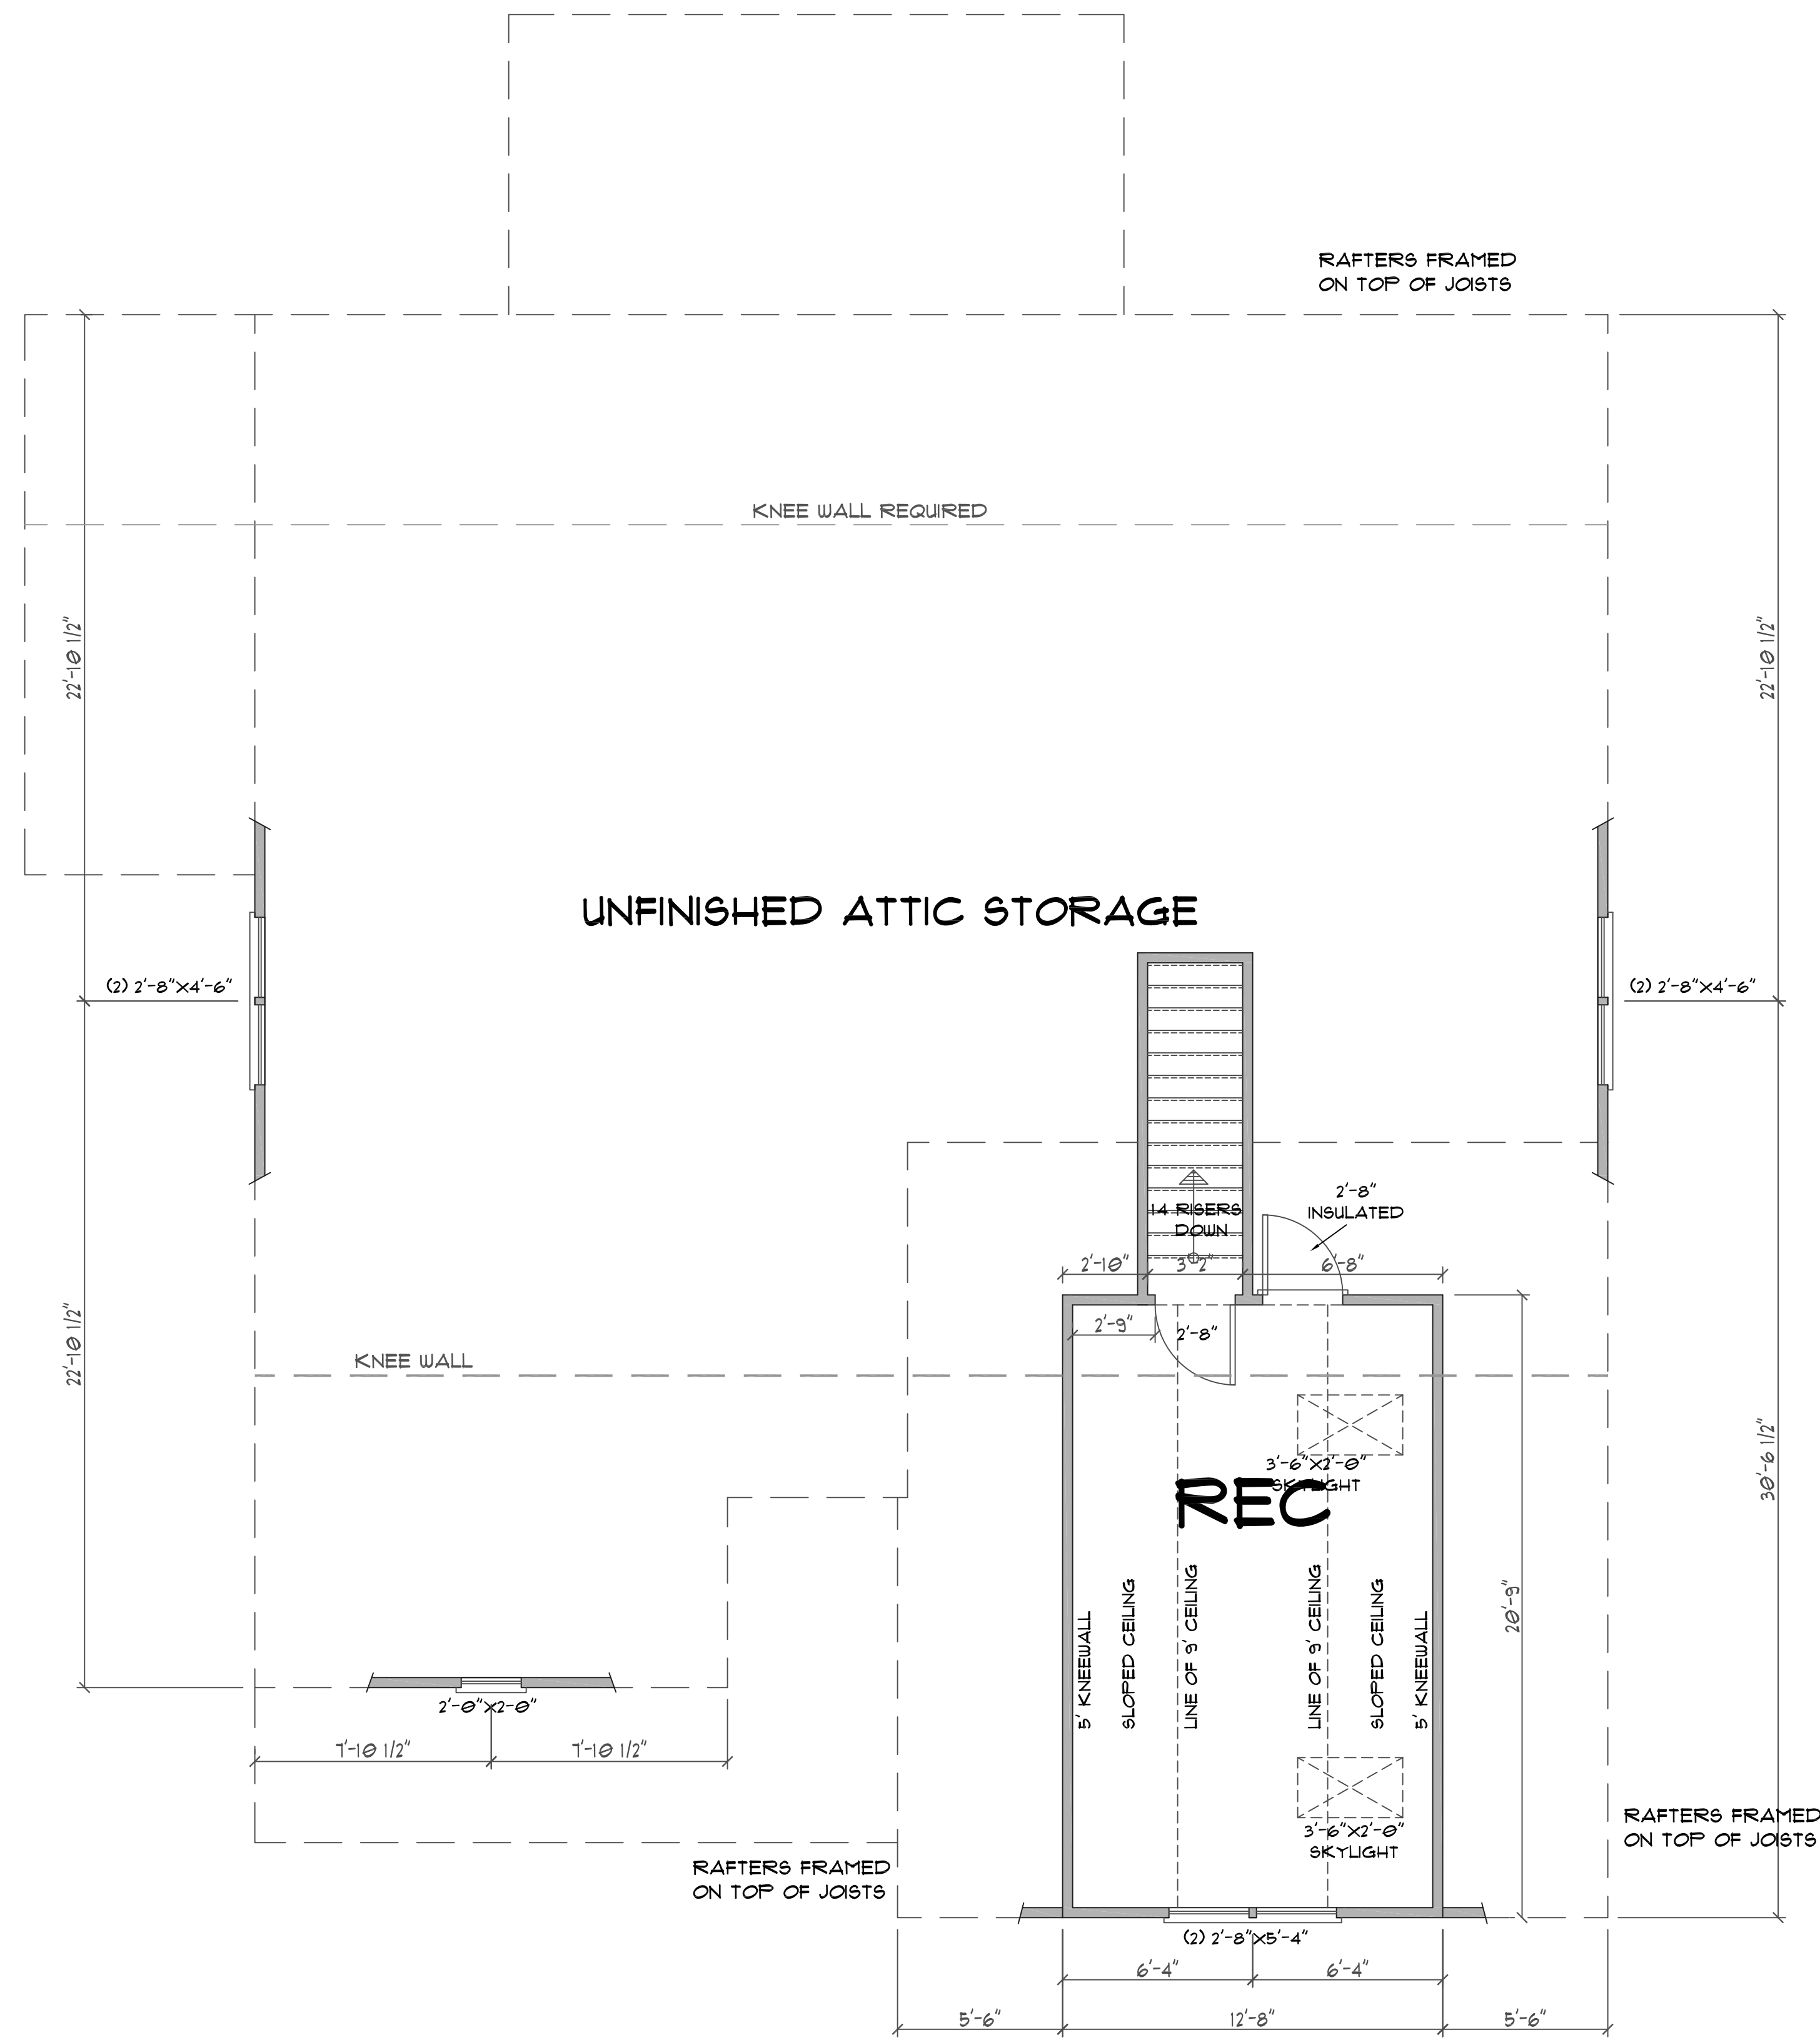 RAFTERS FRAMED
ON TOP OF JOISTS
KNEE WALL REQUIRED
22'-10 1/2"
22'-10 1/2"
UNFINISHED ATTIC STORAGE
(2) 2'-8"X4'-6"
(2) 2'-8"X4'-6"
2'-8"
INSULATED
14 RISERS
DOWN
2'-10"
3'-2"
6'-8"
2'-9"
2'-8"
KNEE WALL
22'-10 1/2"
30'-6 1/2"
3'-6"X2'-0"
SKYLIGHT
REC
20'-9"
5' KNEEWALL
SLOPED CEILING
LINE OF 9' CEILING
LINE OF 9' CEILING
SLOPED CEILING
5' KNEEWALL
2'-0"X2-0"
7'-10 1/2"
7'-10 1/2"
3'-6"X2'-0"
SKYLIGHT
RAFTERS FRAMED
ON TOP OF JOISTS
RAFTERS FRAMED
ON TOP OF JOISTS
(2) 2'-8"X5'-4"
6'-4"
6'-4"
5'-6"
12'-8"
5'-6"